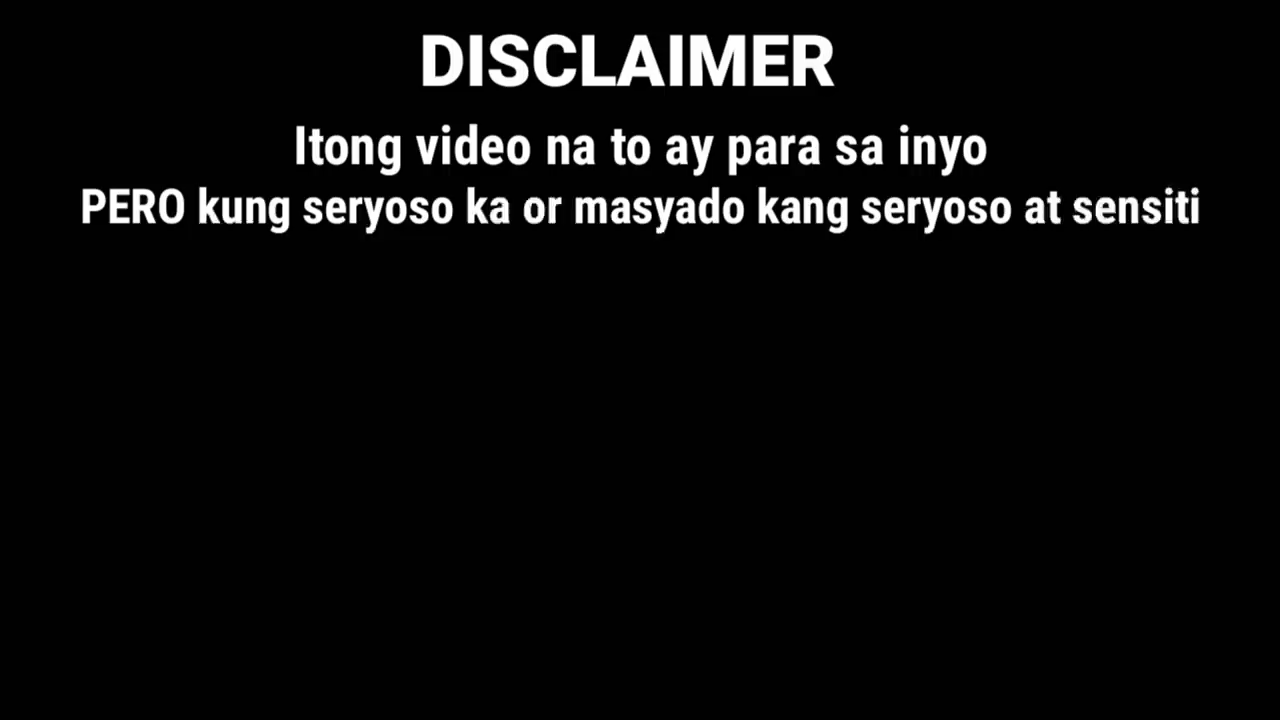 DISCLAIMER
Itong video na to ay para sa inyo
PERO kung seryoso ka or masyado kang seryoso at sensiti